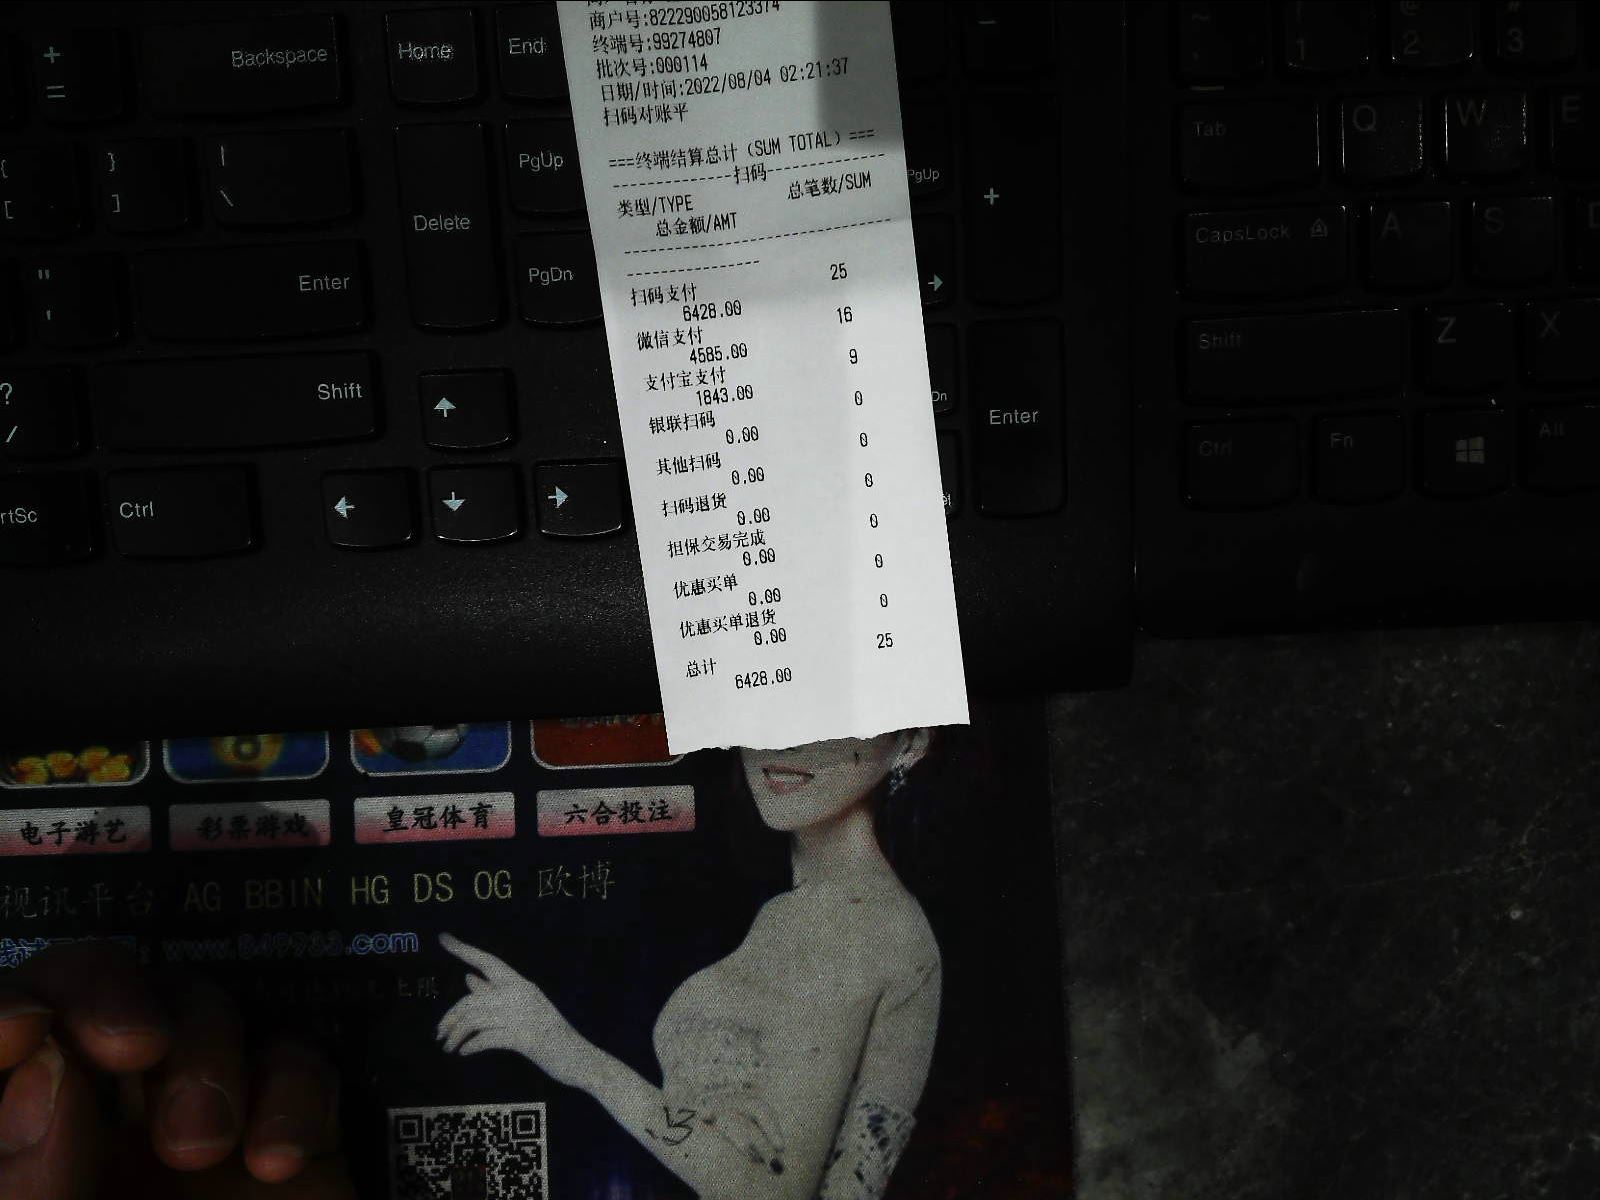 商户号:822290058123374
终端号:99274807
批次号:000114
日期/时间:2022/08/04 02:21:37
扫码对账平
===终端结算总计 (SUM TOTAL) ===
-------------扫码-------------
类型/TYPE 总笔数/SUM
总金额/AMT
扫码支付 25
6428.00
微信支付 16
4585.00
支付宝支付 9
1843.00
银联扫码 0
0.00
其他扫码 0
0.00
扫码退货 0
0.00
担保交易完成 0
0.00
优惠买单 0
0.00
优惠买单退货 0
0.00
总计 25
6428.00
+
=
Backspace
Home
End
{
[
}
]
|
\
PgUp
Delete
"
'
Enter
PgDn
?
/
Shift
rtSc
Ctrl
PgUp
+
Dn
Enter
~
1
2
3
Tab
Q
W
E
CapsLock
A
S
Shift
Z
X
Ctrl
Fn
Alt
电子游艺
彩票游戏
皇冠体育
六合投注
视讯平台 AG BBIN HG DS OG 欧博